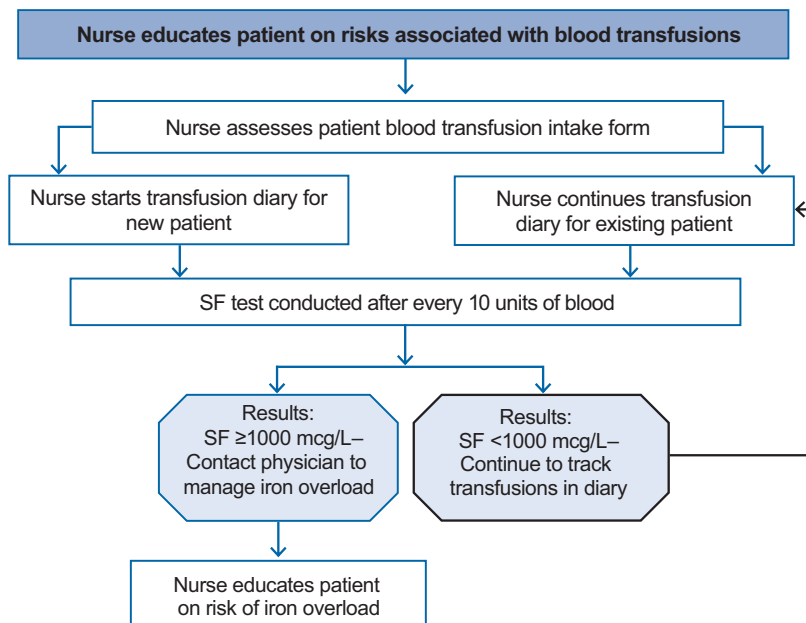 Nurse educates patient on risks associated with blood transfusions
Nurse assesses patient blood transfusion intake form
Nurse starts transfusion diary for
new patient
Nurse continues transfusion
diary for existing patient
SF test conducted after every 10 units of blood
Results:
SF ≥1000 mcg/L–
Contact physician to
manage iron overload
Results:
SF <1000 mcg/L–
Continue to track
transfusions in diary
Nurse educates patient
on risk of iron overload